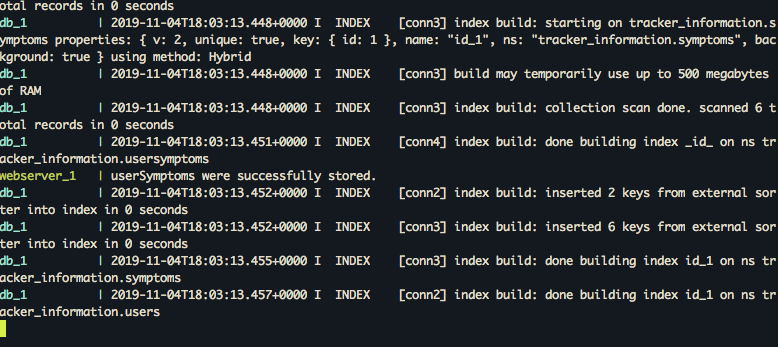 otal records in 0 seconds
db_1         | 2019-11-04T18:03:13.448+0000 I  INDEX    [conn3] index build: starting on tracker_information.s
ymptoms properties: { v: 2, unique: true, key: { id: 1 }, name: "id_1", ns: "tracker_information.symptoms", bac
kground: true } using method: Hybrid
db_1         | 2019-11-04T18:03:13.448+0000 I  INDEX    [conn3] build may temporarily use up to 500 megabytes
of RAM
db_1         | 2019-11-04T18:03:13.448+0000 I  INDEX    [conn3] index build: collection scan done. scanned 6 t
otal records in 0 seconds
db_1         | 2019-11-04T18:03:13.451+0000 I  INDEX    [conn4] index build: done building index _id_ on ns tr
acker_information.usersymptoms
webserver_1  | userSymptoms were successfully stored.
db_1         | 2019-11-04T18:03:13.452+0000 I  INDEX    [conn2] index build: inserted 2 keys from external sor
ter into index in 0 seconds
db_1         | 2019-11-04T18:03:13.452+0000 I  INDEX    [conn3] index build: inserted 6 keys from external sor
ter into index in 0 seconds
db_1         | 2019-11-04T18:03:13.455+0000 I  INDEX    [conn3] index build: done building index id_1 on ns tr
acker_information.symptoms
db_1         | 2019-11-04T18:03:13.457+0000 I  INDEX    [conn2] index build: done building index id_1 on ns tr
acker_information.users